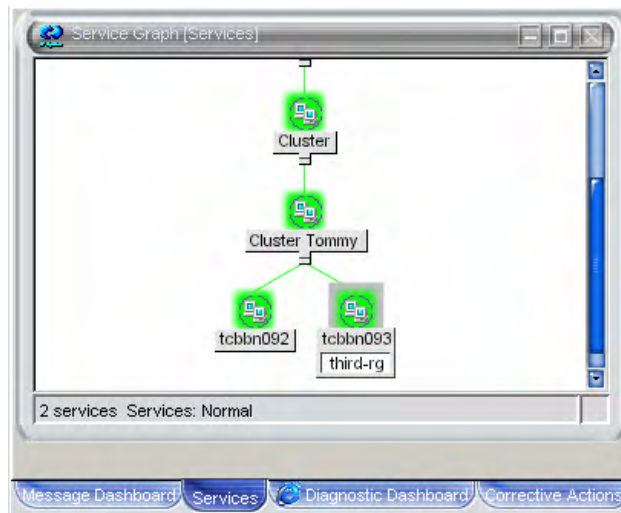 Service Graph [Services]
Cluster
Cluster Tommy
tcbbn092
tcbbn093
third-rg
2 services Services: Normal
Message Dashboard
Services
Diagnostic Dashboard
Corrective Actions